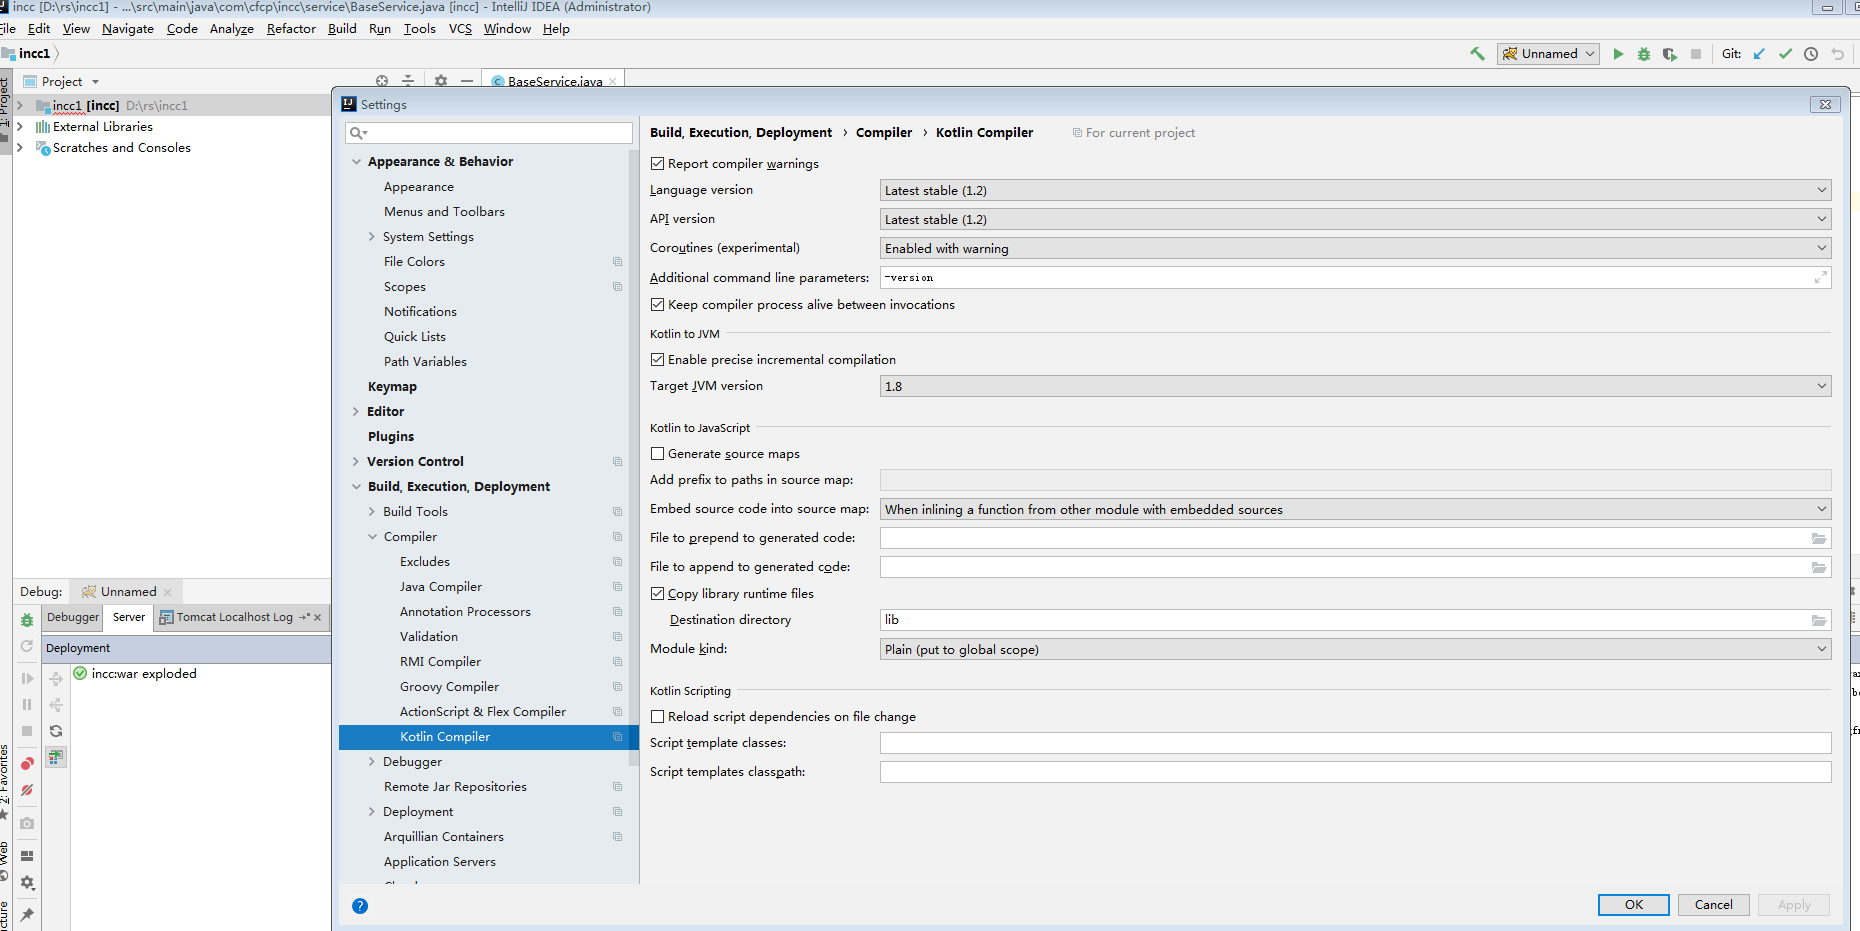 incc [D:\rs\incc1] - ...\src\main\java\com\cfcp\incc\service\BaseService.java [incc] - IntelliJ IDEA (Administrator)
File Edit View Navigate Code Analyze Refactor Build Run Tools VCS Window Help
incc1
Unnamed
Git:
Project
BaseService.java
1: Project
incc1 [incc] D:\rs\incc1
External Libraries
Scratches and Consoles
Settings
Appearance & Behavior
Appearance
Menus and Toolbars
System Settings
File Colors
Scopes
Notifications
Quick Lists
Path Variables
Keymap
Editor
Plugins
Version Control
Build, Execution, Deployment
Build Tools
Compiler
Excludes
Java Compiler
Annotation Processors
Validation
RMI Compiler
Groovy Compiler
ActionScript & Flex Compiler
Kotlin Compiler
Debugger
Remote Jar Repositories
Deployment
Arquillian Containers
Application Servers
Build, Execution, Deployment › Compiler › Kotlin Compiler
For current project
Report compiler warnings
Language version
Latest stable (1.2)
API version
Latest stable (1.2)
Coroutines (experimental)
Enabled with warning
Additional command line parameters:
-version
Keep compiler process alive between invocations
Kotlin to JVM
Enable precise incremental compilation
Target JVM version
1.8
Kotlin to JavaScript
Generate source maps
Add prefix to paths in source map:
Embed source code into source map:
When inlining a function from other module with embedded sources
File to prepend to generated code:
File to append to generated code:
Copy library runtime files
Destination directory
lib
Module kind:
Plain (put to global scope)
Kotlin Scripting
Reload script dependencies on file change
Script template classes:
Script templates classpath:
OK
Cancel
Apply
Debug:
Unnamed
Debugger
Server
Tomcat Localhost Log
Deployment
incc:war exploded
2: Favorites
Web